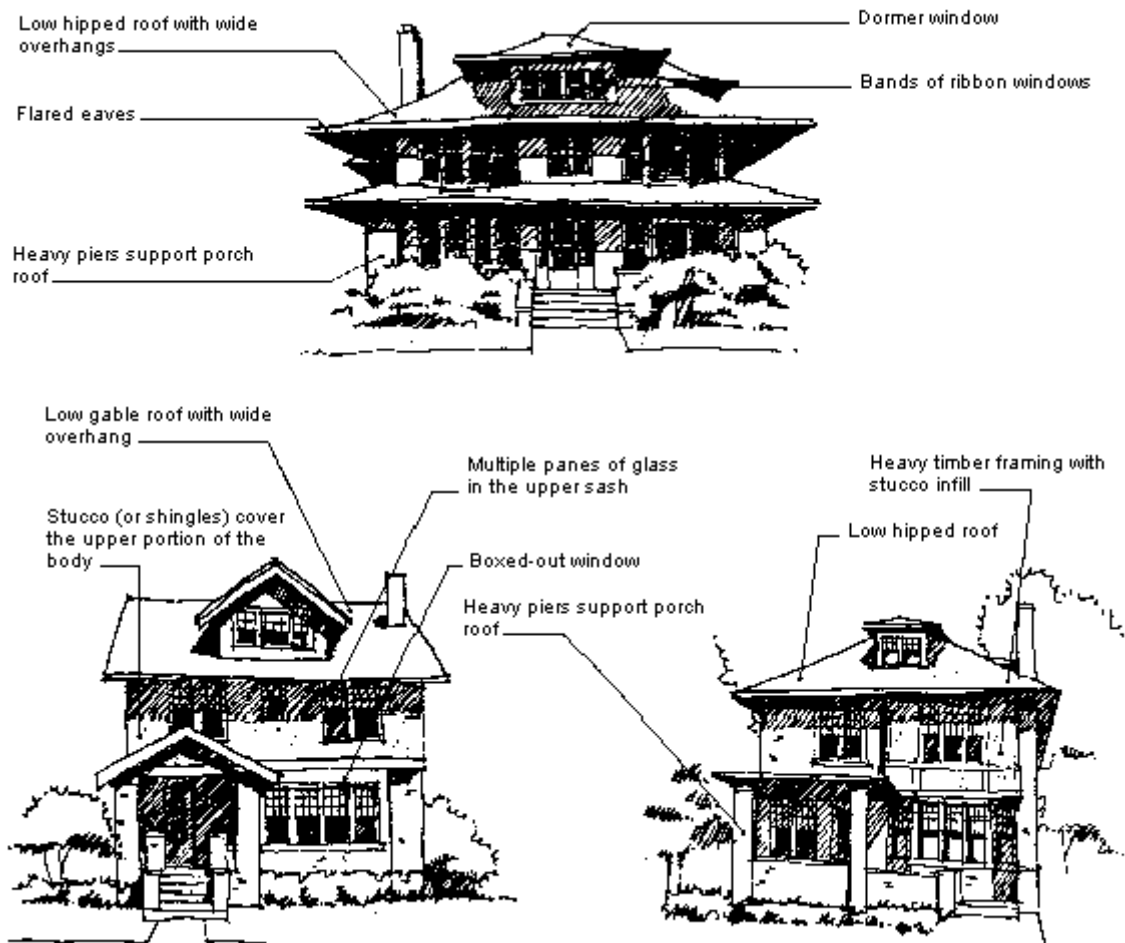 Low hipped roof with wide
overhangs
Dormer window
Bands of ribbon windows
Flared eaves
Heavy piers support porch
roof
Low gable roof with wide
overhang
Multiple panes of glass
in the upper sash
Heavy timber framing with
stucco infill
Stucco (or shingles) cover
the upper portion of the
body
Low hipped roof
Boxed-out window
Heavy piers support porch
roof